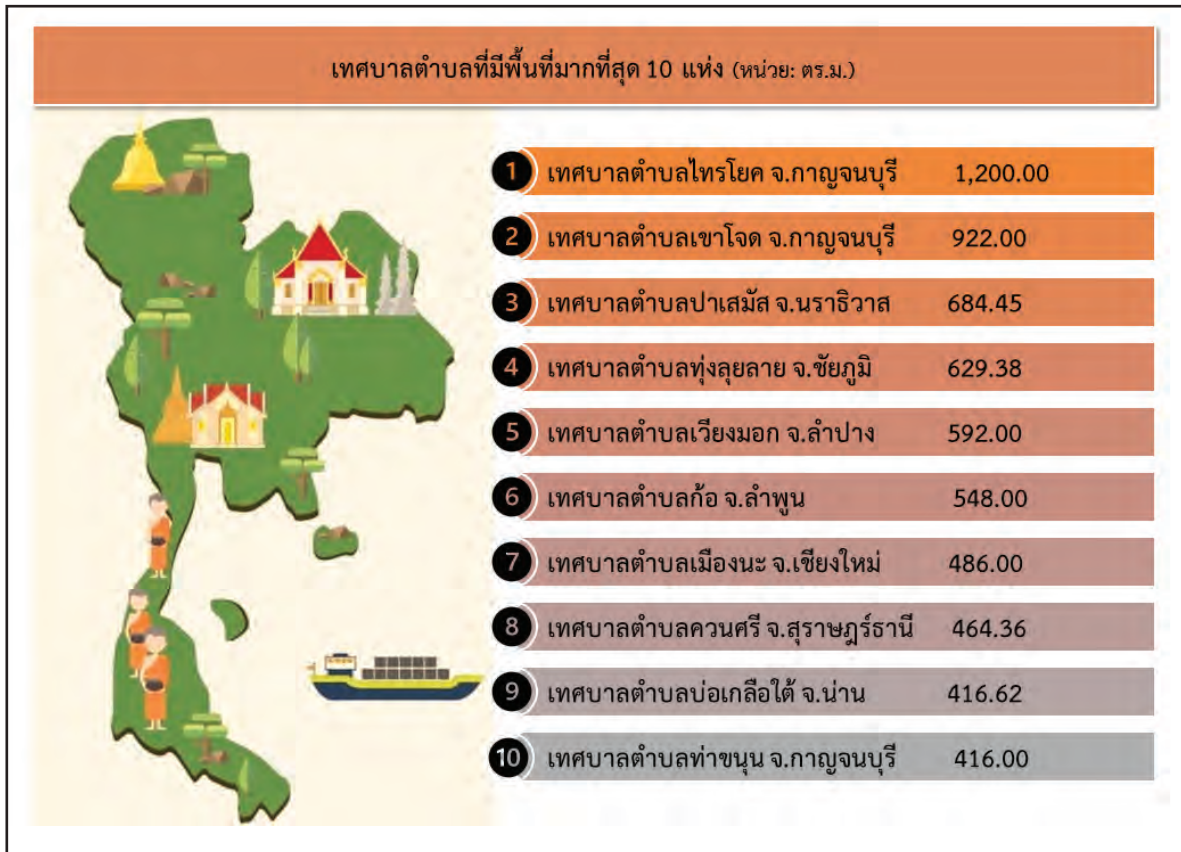 เทศบาลตำบลที่มีพื้นที่มากที่สุด 10 แห่ง (หน่วย: ตร.ม.)
1 เทศบาลตำบลไทรโยค จ.กาญจนบุรี 1,200.00
2 เทศบาลตำบลเขาโจด จ.กาญจนบุรี 922.00
3 เทศบาลตำบลปาเสมัส จ.นราธิวาส 684.45
4 เทศบาลตำบลทุ่งลุยลาย จ.ชัยภูมิ 629.38
5 เทศบาลตำบลเวียงมอก จ.ลำปาง 592.00
6 เทศบาลตำบลก้อ จ.ลำพูน 548.00
7 เทศบาลตำบลเมืองนะ จ.เชียงใหม่ 486.00
8 เทศบาลตำบลควนศรี จ.สุราษฎร์ธานี 464.36
9 เทศบาลตำบลบ่อเกลือใต้ จ.น่าน 416.62
10 เทศบาลตำบลท่าขนุน จ.กาญจนบุรี 416.00